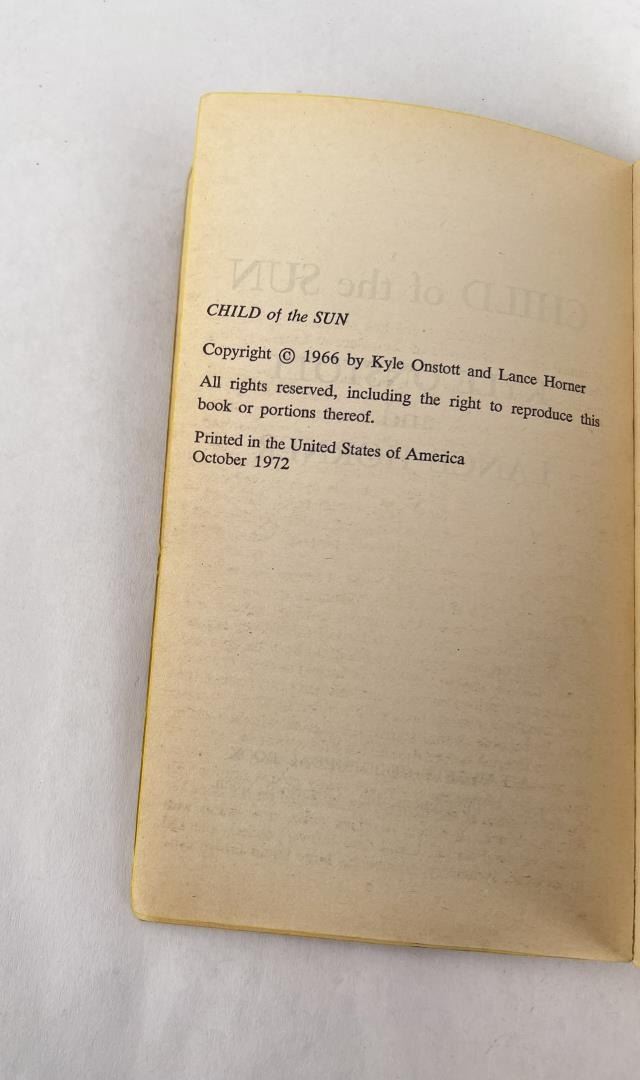 CHILD of the SUN
Copyright © 1966 by Kyle Onstott and Lance Horner
All rights reserved, including the right to reproduce this
book or portions thereof.
Printed in the United States of America
October 1972